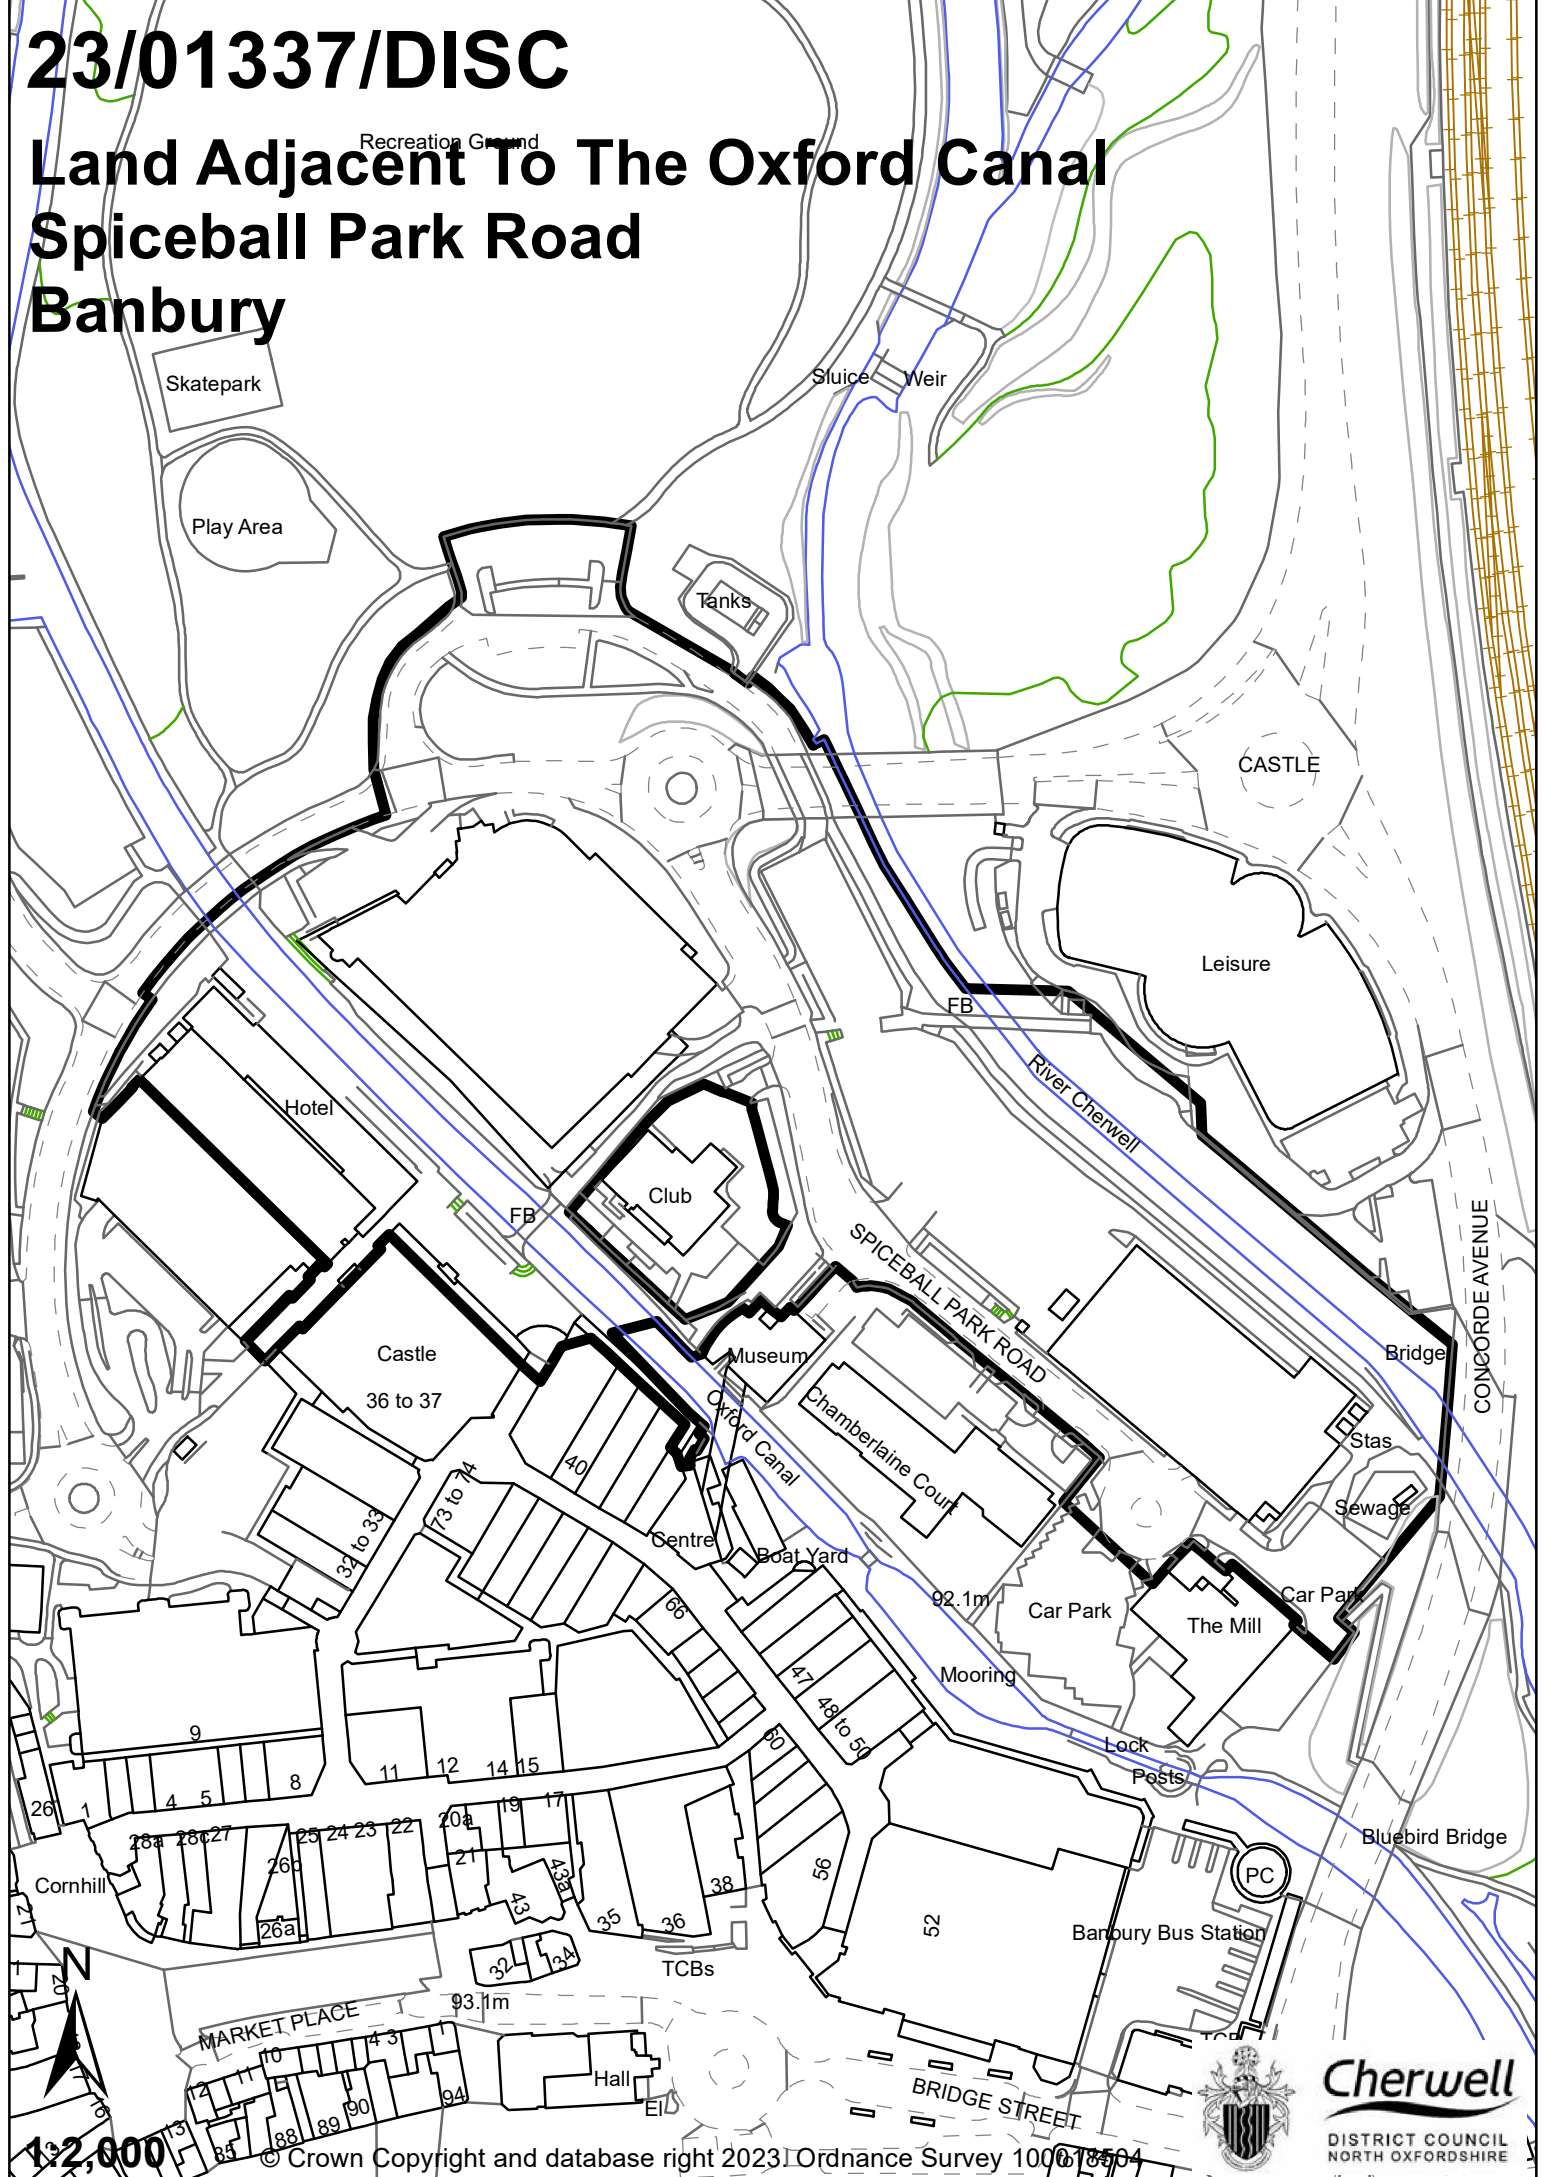 23/01337/DISC
Recreation Ground
Land Adjacent To The Oxford Canal
Spiceball Park Road
Banbury
Skatepark
Sluice
Weir
Play Area
Tanks
CASTLE
Leisure
FB
River Cherwell
Hotel
Club
FB
SPICEBALL PARK ROAD
CONCORDE AVENUE
Bridge
Castle
36 to 37
Museum
Oxford Canal
Chamberlaine Court
Stas
Sewage
40
73 to 74
32 to 33
Centre
Boat Yard
92.1m
Car Park
Car Park
The Mill
66
47
48 to 50
60
Mooring
Lock
Posts
9
8
11
12
14
15
26
1
4
5
28a
28c
27
25
24
23
22
20a
19
17
21
26c
26a
43
43a
35
36
38
56
52
Bluebird Bridge
PC
Banbury Bus Station
Cornhill
21
N
20
32
34
TCBs
93.1m
MARKET PLACE
4
3
1
10
11
12
13
17
16
94
90
89
88
85
Hall
El
BRIDGE STREET
1:2,000
© Crown Copyright and database right 2023. Ordnance Survey 100018504
Cherwell
DISTRICT COUNCIL
NORTH OXFORDSHIRE